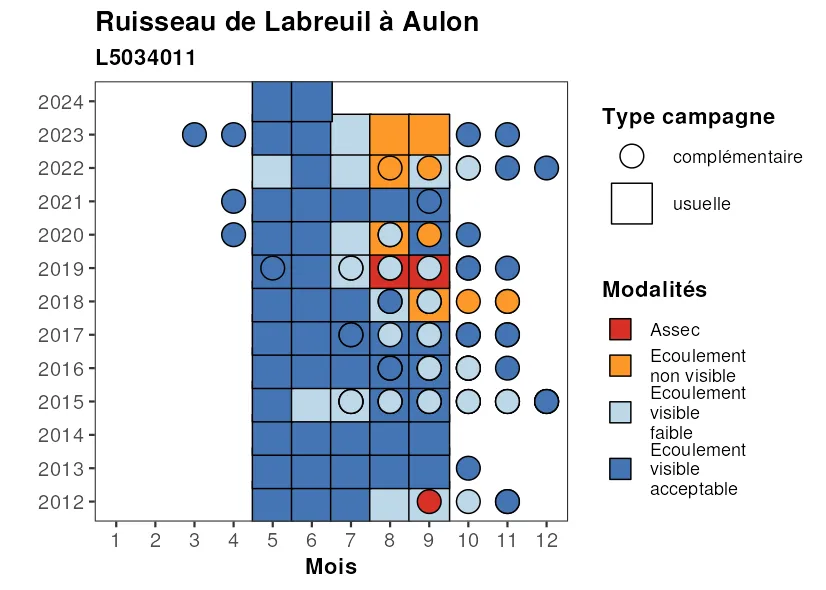 Ruisseau de Labreuil à Aulon
L5034011
2024
2023
2022
2021
2020
2019
2018
2017
2016
2015
2014
2013
2012
1 2 3 4 5 6 7 8 9 10 11 12
Mois
Type campagne
complémentaire
usuelle
Modalités
Assec
Ecoulement
non visible
Ecoulement
visible
faible
Ecoulement
visible
acceptable